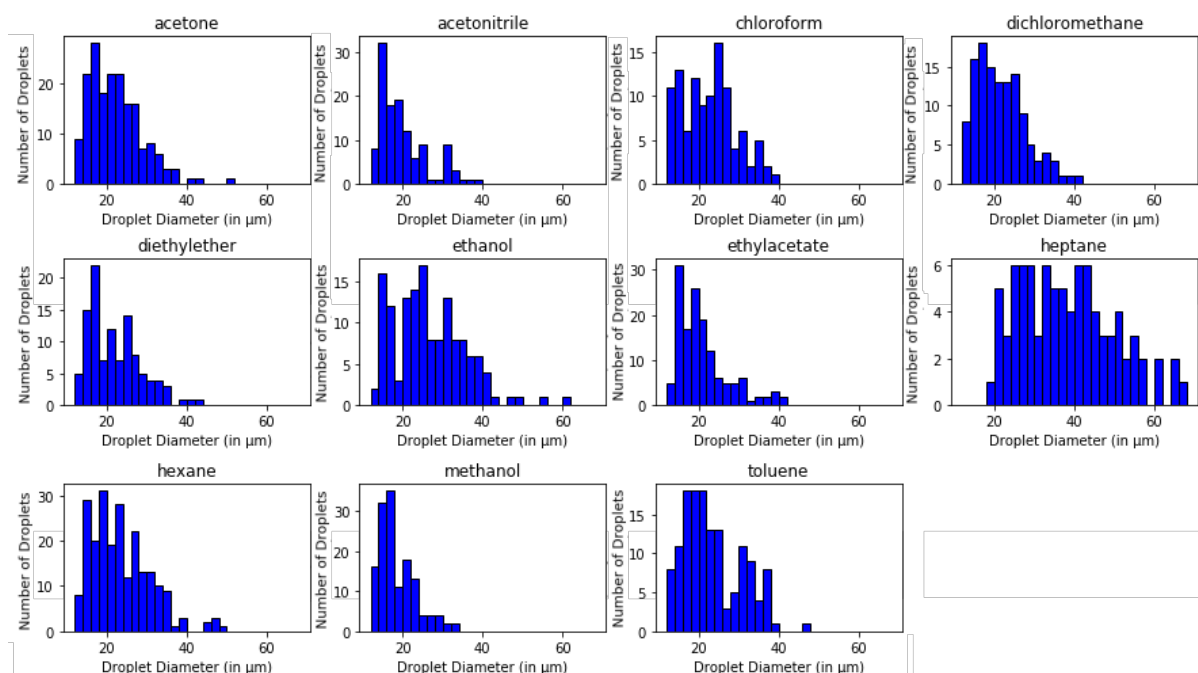 acetone
acetonitrile
chloroform
dichloromethane
Number of Droplets
20
10
0
20 40 60
Droplet Diameter (in µm)
Number of Droplets
30
20
10
0
20 40 60
Droplet Diameter (in µm)
Number of Droplets
15
10
5
0
20 40 60
Droplet Diameter (in µm)
Number of Droplets
15
10
5
0
20 40 60
Droplet Diameter (in µm)
diethylether
ethanol
ethylacetate
heptane
Number of Droplets
20
15
10
5
0
20 40 60
Droplet Diameter (in µm)
Number of Droplets
15
10
5
0
20 40 60
Droplet Diameter (in µm)
Number of Droplets
30
20
10
0
20 40 60
Droplet Diameter (in µm)
Number of Droplets
6
4
2
0
20 40 60
Droplet Diameter (in µm)
hexane
methanol
toluene
Number of Droplets
30
20
10
0
20 40 60
Droplet Diameter (in µm)
Number of Droplets
30
20
10
0
20 40 60
Droplet Diameter (in µm)
Number of Droplets
15
10
5
0
20 40 60
Droplet Diameter (in µm)